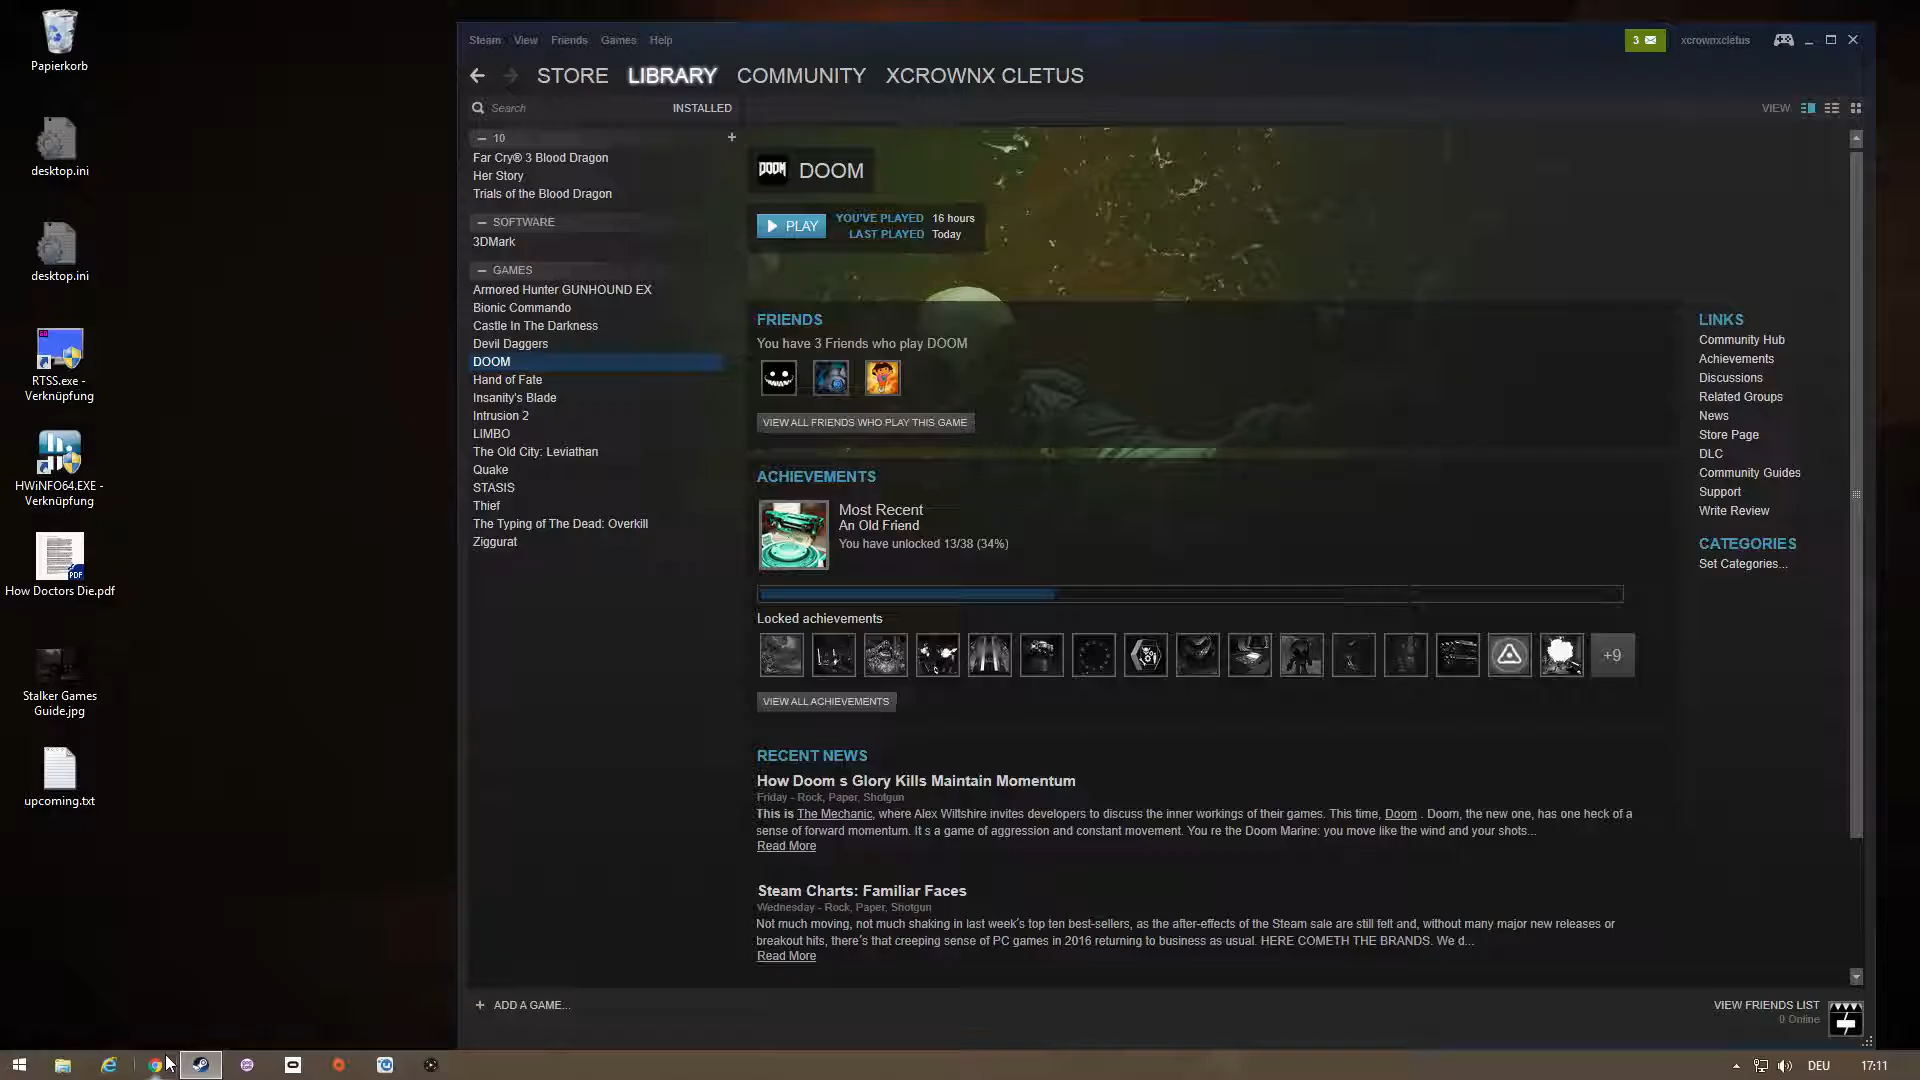 Papierkorb
desktop.ini
desktop.ini
RTSS.exe -
Verknüpfung
HWiNFO64.EXE -
Verknüpfung
PDF
How Doctors Die.pdf
Stalker Games
Guide.jpg
upcoming.txt
Steam View Friends Games Help
3
xcrownxcletus
STORE LIBRARY COMMUNITY XCROWNX CLETUS
Search
INSTALLED
VIEW
— 10 +
Far Cry® 3 Blood Dragon
Her Story
Trials of the Blood Dragon
— SOFTWARE
3DMark
— GAMES
Armored Hunter GUNHOUND EX
Bionic Commando
Castle In The Darkness
Devil Daggers
DOOM
Hand of Fate
Insanity's Blade
Intrusion 2
LIMBO
The Old City: Leviathan
Quake
STASIS
Thief
The Typing of The Dead: Overkill
Ziggurat
DOOM DOOM
PLAY
YOU'VE PLAYED 16 hours
LAST PLAYED Today
FRIENDS
You have 3 Friends who play DOOM
VIEW ALL FRIENDS WHO PLAY THIS GAME
ACHIEVEMENTS
Most Recent
An Old Friend
You have unlocked 13/38 (34%)
Locked achievements
+9
VIEW ALL ACHIEVEMENTS
RECENT NEWS
How Doom s Glory Kills Maintain Momentum
Friday - Rock, Paper, Shotgun
This is The Mechanic, where Alex Wiltshire invites developers to discuss the inner workings of their games. This time, Doom . Doom, the new one, has one heck of a
sense of forward momentum. It s a game of aggression and constant movement. You re the Doom Marine: you move like the wind and your shots...
Read More
Steam Charts: Familiar Faces
Wednesday - Rock, Paper, Shotgun
Not much moving, not much shaking in last week's top ten best-sellers, as the after-effects of the Steam sale are still felt and, without many major new releases or
breakout hits, there's that creeping sense of PC games in 2016 returning to business as usual. HERE COMETH THE BRANDS. We d...
Read More
LINKS
Community Hub
Achievements
Discussions
Related Groups
News
Store Page
DLC
Community Guides
Support
Write Review
CATEGORIES
Set Categories...
+ ADD A GAME...
VIEW FRIENDS LIST
0 Online
DEU
17:11